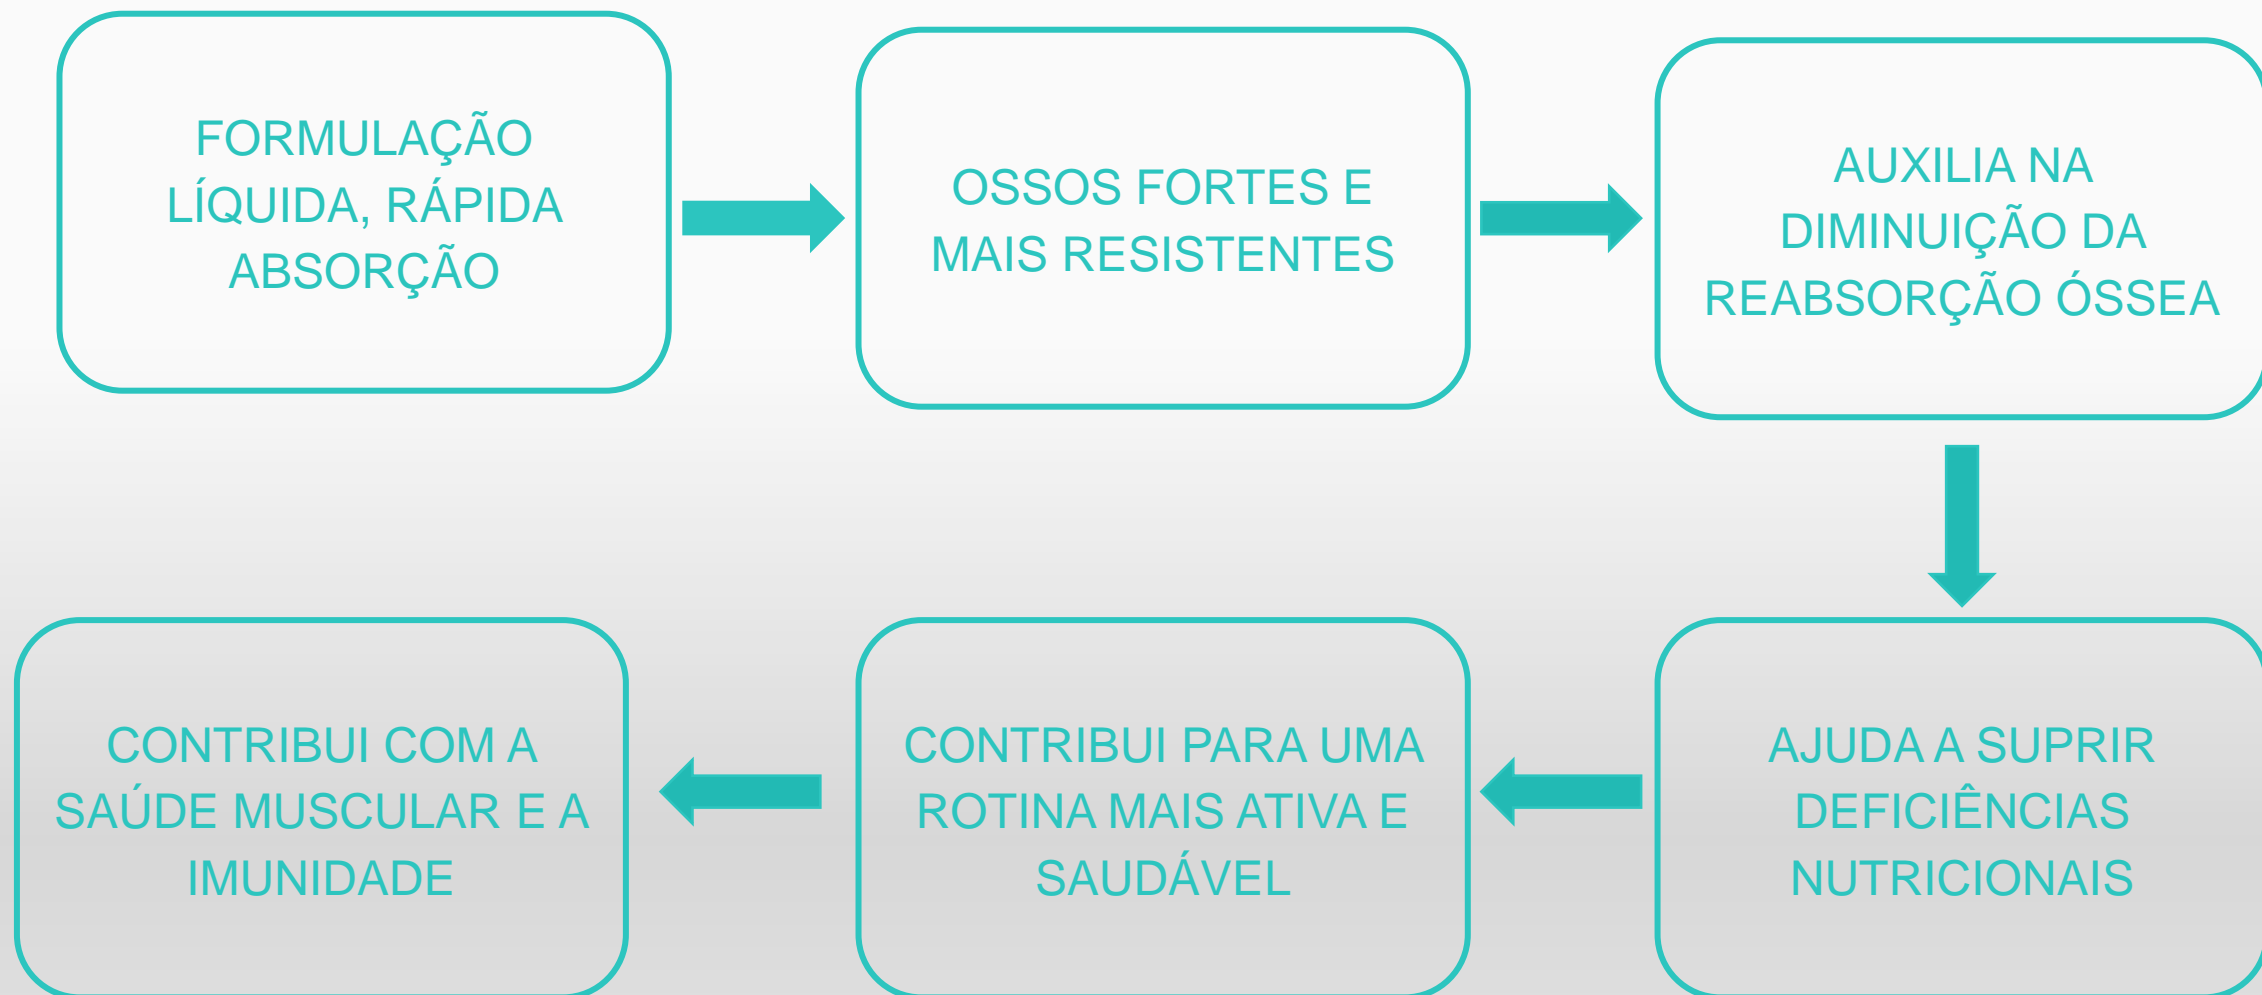 FORMULAÇÃO
LÍQUIDA, RÁPIDA
ABSORÇÃO
OSSOS FORTES E
MAIS RESISTENTES
AUXILIA NA
DIMINUIÇÃO DA
REABSORÇÃO ÓSSEA
AJUDA A SUPRIR
DEFICIÊNCIAS
NUTRICIONAIS
CONTRIBUI PARA UMA
ROTINA MAIS ATIVA E
SAUDÁVEL
CONTRIBUI COM A
SAÚDE MUSCULAR E A
IMUNIDADE